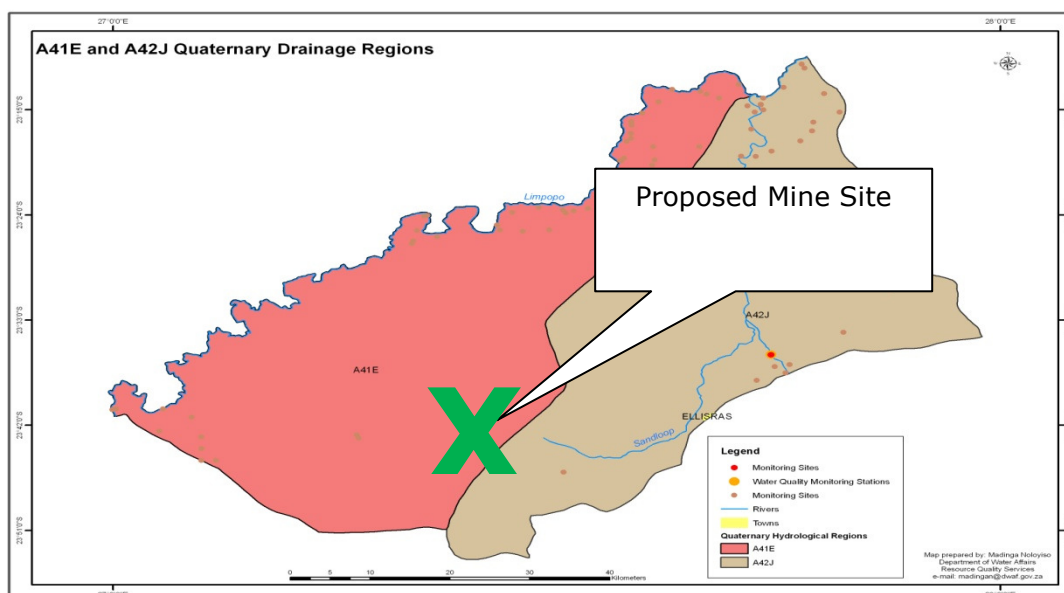 27°0'0"E
28°0'0"E
A41E and A42J Quaternary Drainage Regions
23°15'0"S
23°24'0"S
23°33'0"S
23°42'0"S
23°51'0"S
Limpopo
Proposed Mine Site
A42J
A41E
ELLISRAS
Sandloop
X
Legend
Monitoring Sites
Water Quality Monitoring Stations
Monitoring Sites
Rivers
Towns
Quaternary Hydrological Regions
A41E
A42J
0 5 10 20 30 40
Kilometers
Map prepared by: Madinga Noloyiso
Department of Water Affairs
Resource Quality Services
e-mail: madingan@dwaf.gov.za